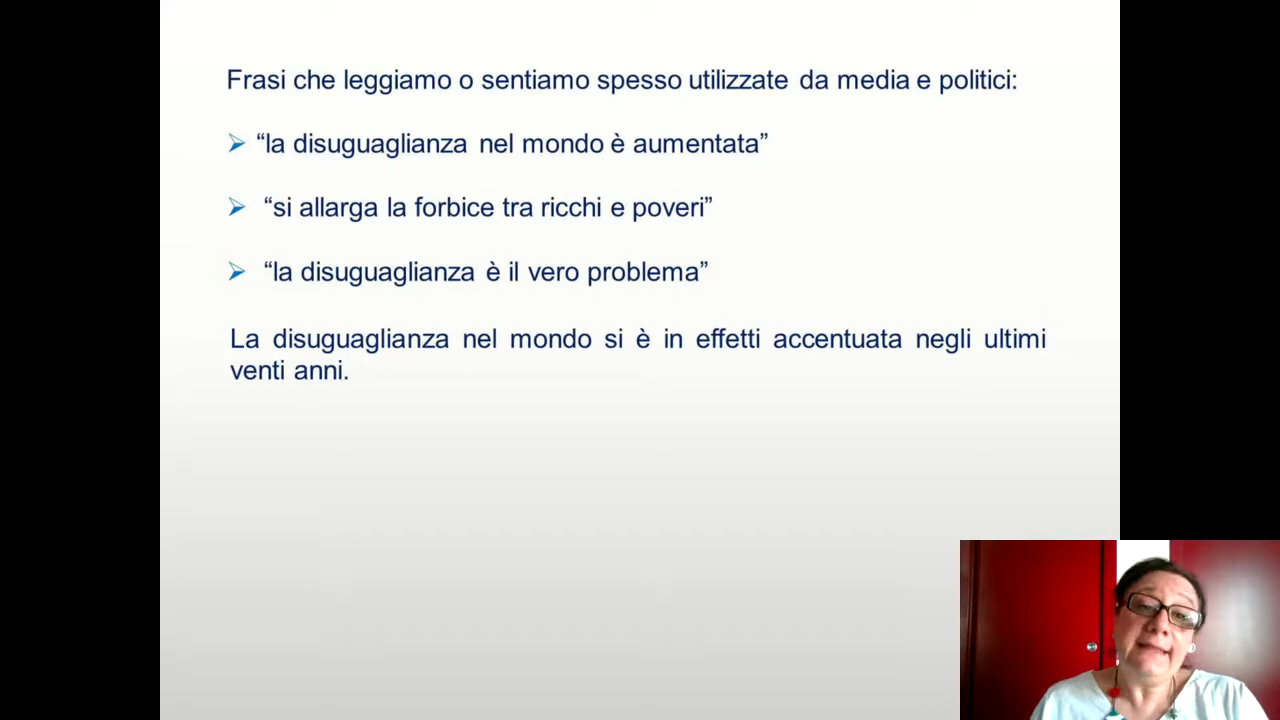 Frasi che leggiamo o sentiamo spesso utilizzate da media e politici:
“la disuguaglianza nel mondo è aumentata”
“si allarga la forbice tra ricchi e poveri”
“la disuguaglianza è il vero problema”
La disuguaglianza nel mondo si è in effetti accentuata negli ultimi
venti anni.